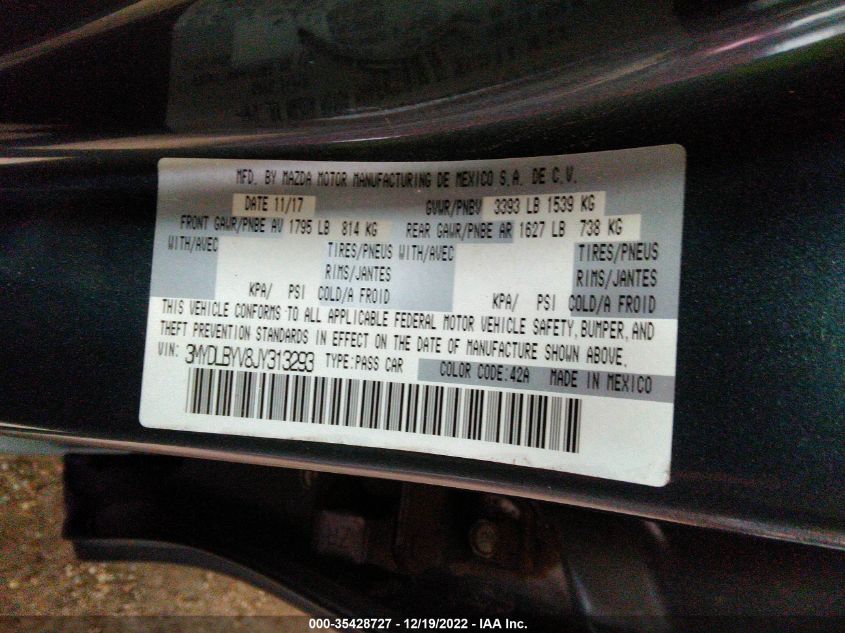 MFD. BY MAZDA MOTOR MANUFACTURING DE MEXICO S.A. DE C.V.
DATE 11/17 GVWR/PNBV 3393 LB 1539 KG
FRONT GAWR/PNBE AV 1795 LB 814 KG REAR GAWR/PNBE AR 1627 LB 738 KG
WITH/AVEC TIRES/PNEUS WITH/AVEC TIRES/PNEUS
RIMS/JANTES RIMS/JANTES
KPA/ PSI COLD/A FROID KPA/ PSI COLD/A FROID
THIS VEHICLE CONFORMS TO ALL APPLICABLE FEDERAL MOTOR VEHICLE SAFETY, BUMPER, AND
THEFT PREVENTION STANDARDS IN EFFECT ON THE DATE OF MANUFACTURE SHOWN ABOVE.
VIN: 3MYDLBYV8JY313293 TYPE:PASS CAR COLOR CODE:42A MADE IN MEXICO
000-35428727 - 12/19/2022 - IAA Inc.